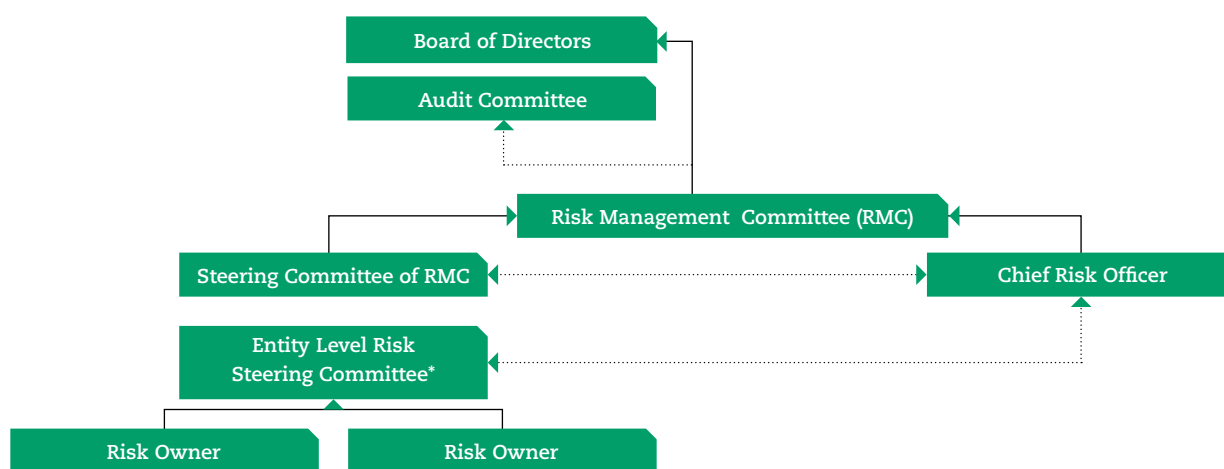 Board of Directors
Audit Committee
Risk Management Committee (RMC)
Steering Committee of RMC
Chief Risk Officer
Entity Level Risk
Steering Committee*
Risk Owner
Risk Owner